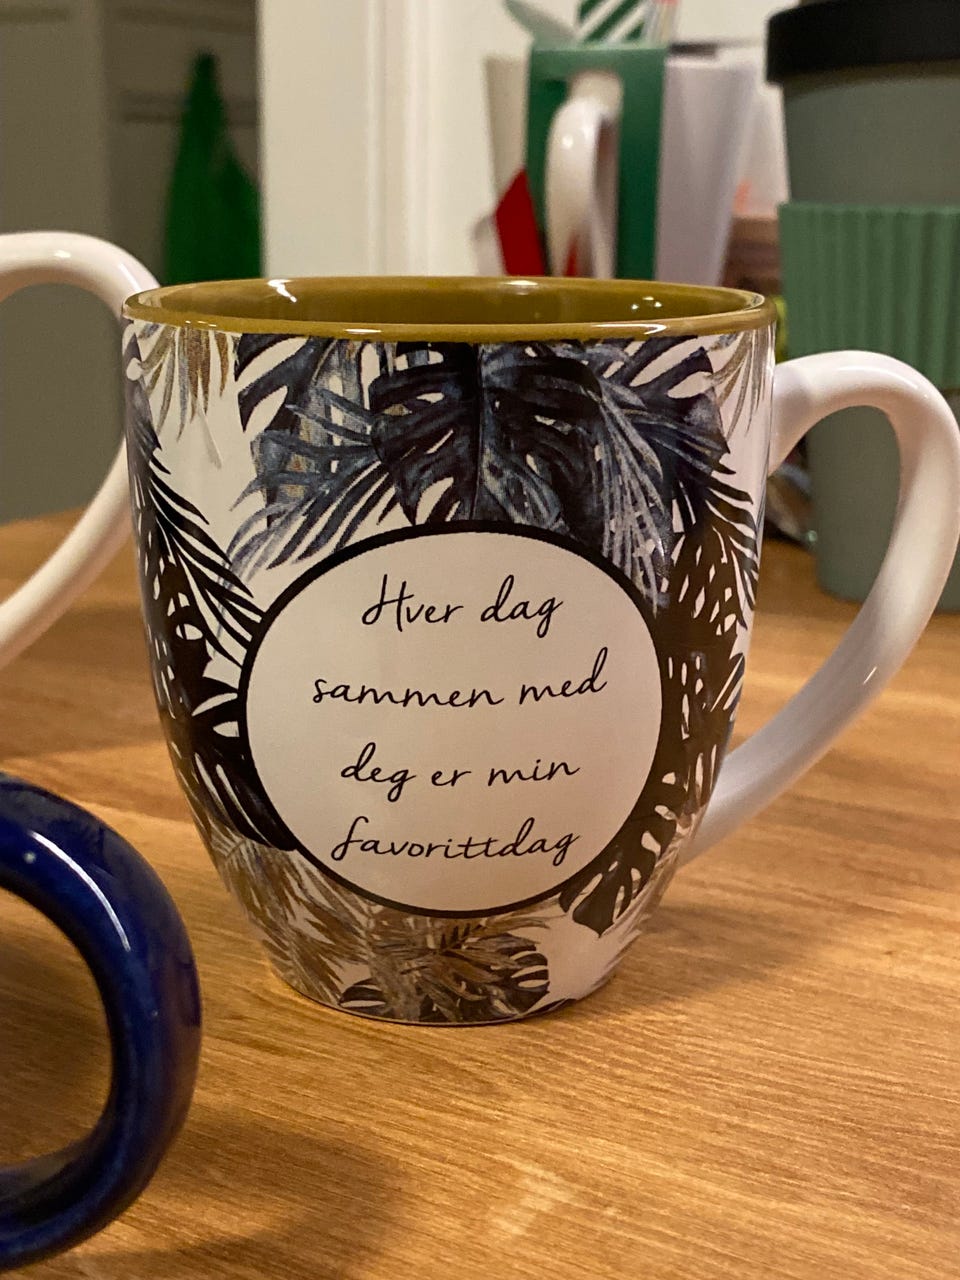 Hver dag
sammen med
deg er min
favorittdag